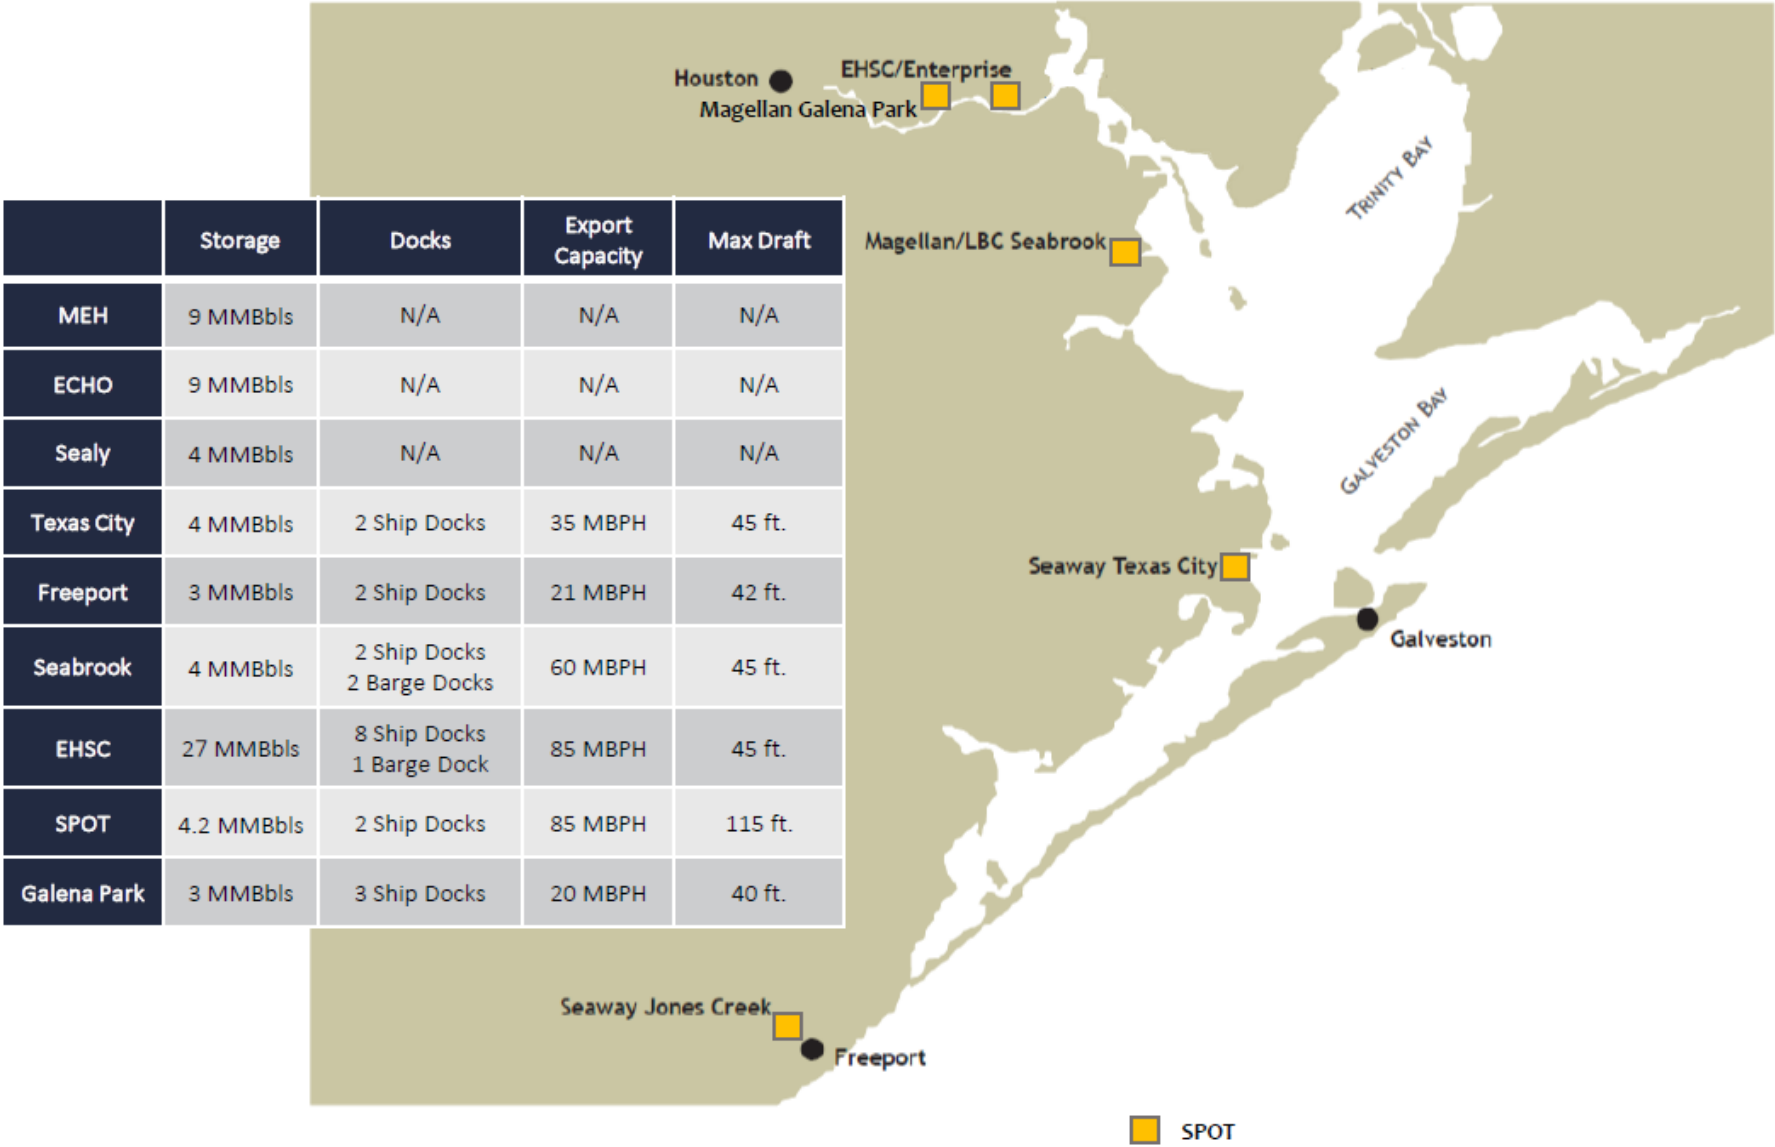 Houston
EHSC/Enterprise
Magellan Galena Park
TRINITY BAY
Magellan/LBC Seabrook
GALVESTON BAY
Seaway Texas City
Galveston
Storage Docks Export Capacity Max Draft
MEH 9 MMBbls N/A N/A N/A
ECHO 9 MMBbls N/A N/A N/A
Sealy 4 MMBbls N/A N/A N/A
Texas City 4 MMBbls 2 Ship Docks 35 MBPH 45 ft.
Freeport 3 MMBbls 2 Ship Docks 21 MBPH 42 ft.
Seabrook 4 MMBbls 2 Ship Docks 2 Barge Docks 60 MBPH 45 ft.
EHSC 27 MMBbls 8 Ship Docks 1 Barge Dock 85 MBPH 45 ft.
SPOT 4.2 MMBbls 2 Ship Docks 85 MBPH 115 ft.
Galena Park 3 MMBbls 3 Ship Docks 20 MBPH 40 ft.
Seaway Jones Creek
Freeport
SPOT